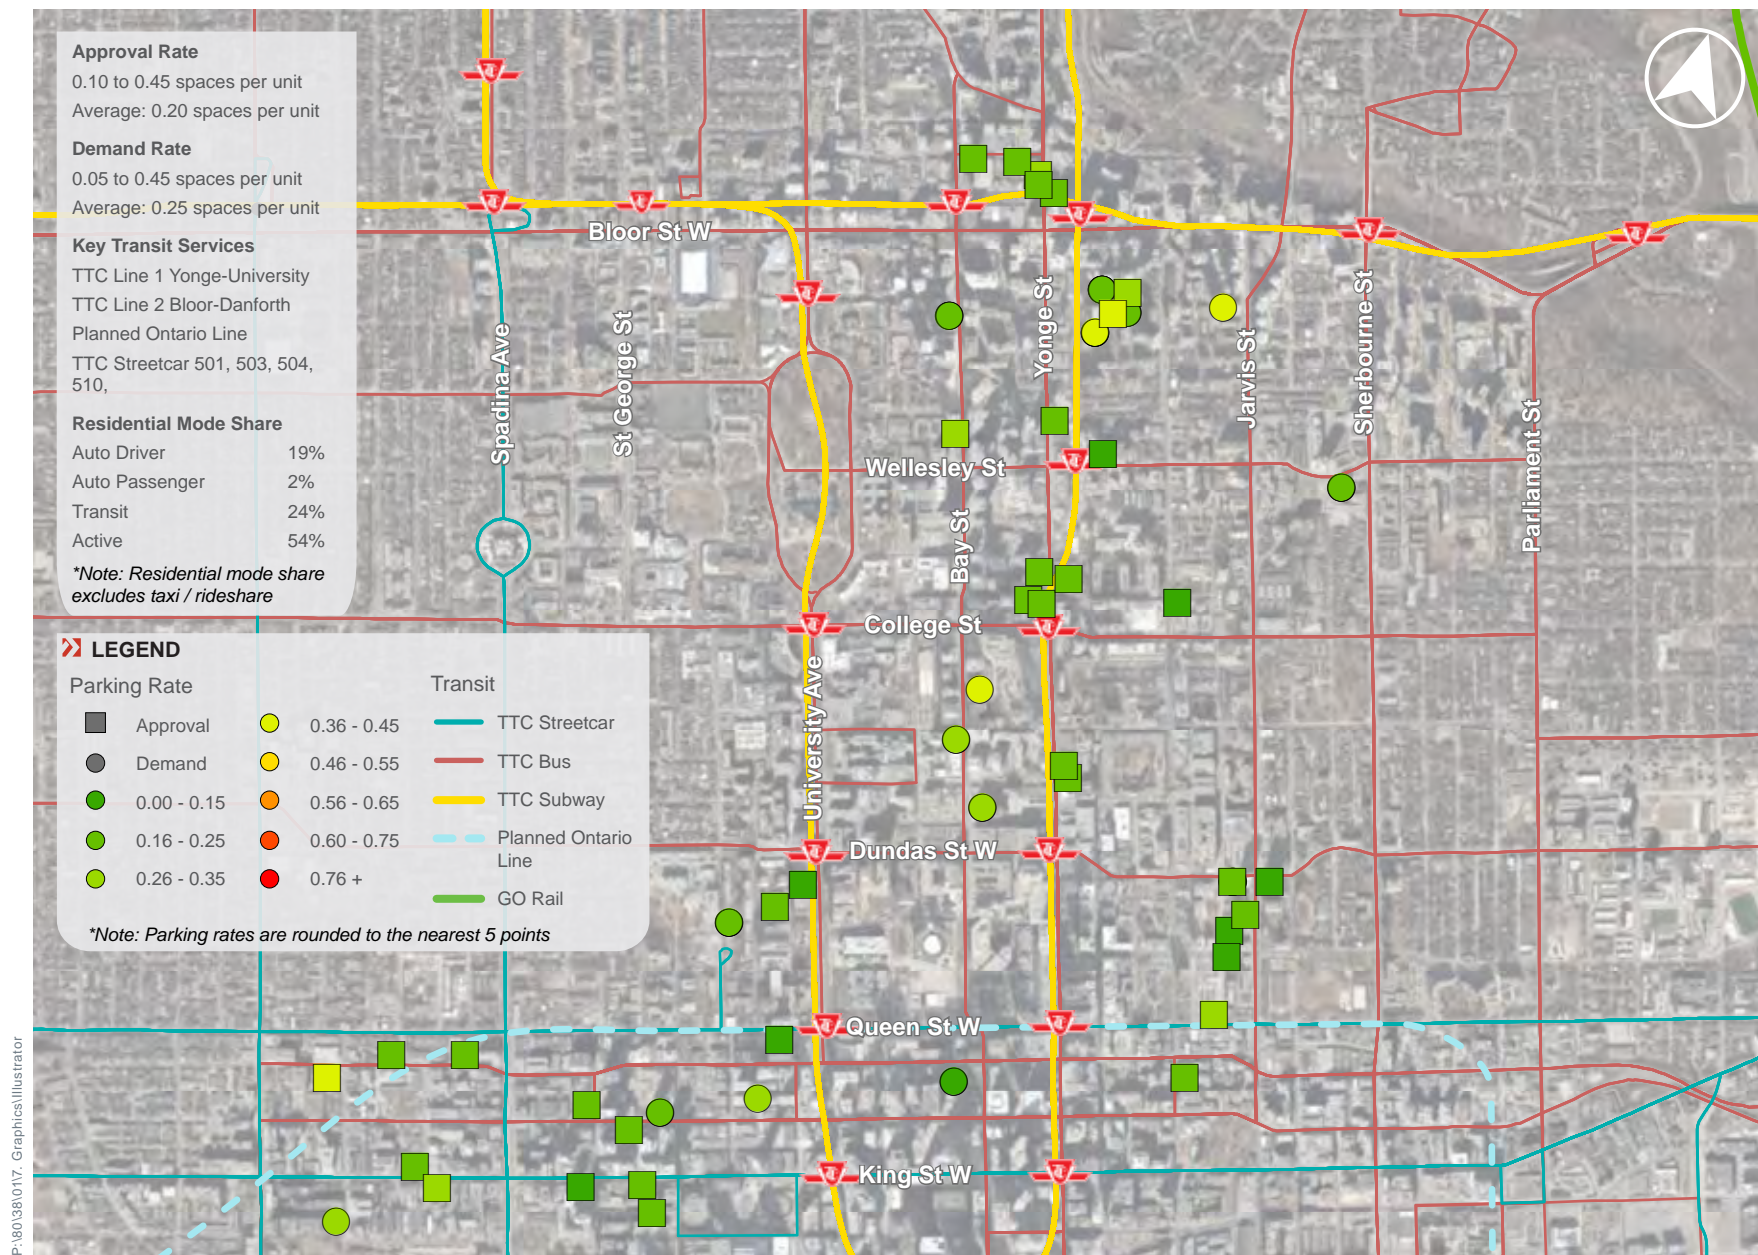 Approval Rate
0.10 to 0.45 spaces per unit
Average: 0.20 spaces per unit
Demand Rate
0.05 to 0.45 spaces per unit
Average: 0.25 spaces per unit
Key Transit Services
TTC Line 1 Yonge-University
TTC Line 2 Bloor-Danforth
Planned Ontario Line
TTC Streetcar 501, 503, 504,
510,
Residential Mode Share
Auto Driver 19%
Auto Passenger 2%
Transit 24%
Active 54%
*Note: Residential mode share
excludes taxi / rideshare
LEGEND
Parking Rate
Approval
Demand
0.00 - 0.15
0.16 - 0.25
0.26 - 0.35
0.36 - 0.45
0.46 - 0.55
0.56 - 0.65
0.60 - 0.75
0.76 +
Transit
TTC Streetcar
TTC Bus
TTC Subway
Planned Ontario
Line
GO Rail
*Note: Parking rates are rounded to the nearest 5 points
Bloor St W
Spadina Ave
St George St
Yonge St
Jarvis St
Sherbourne St
Parliament St
Wellesley St
Bay St
College St
University Ave
Dundas St W
Queen St W
King St W
P:\80\38\01\7. Graphics\Illustrator